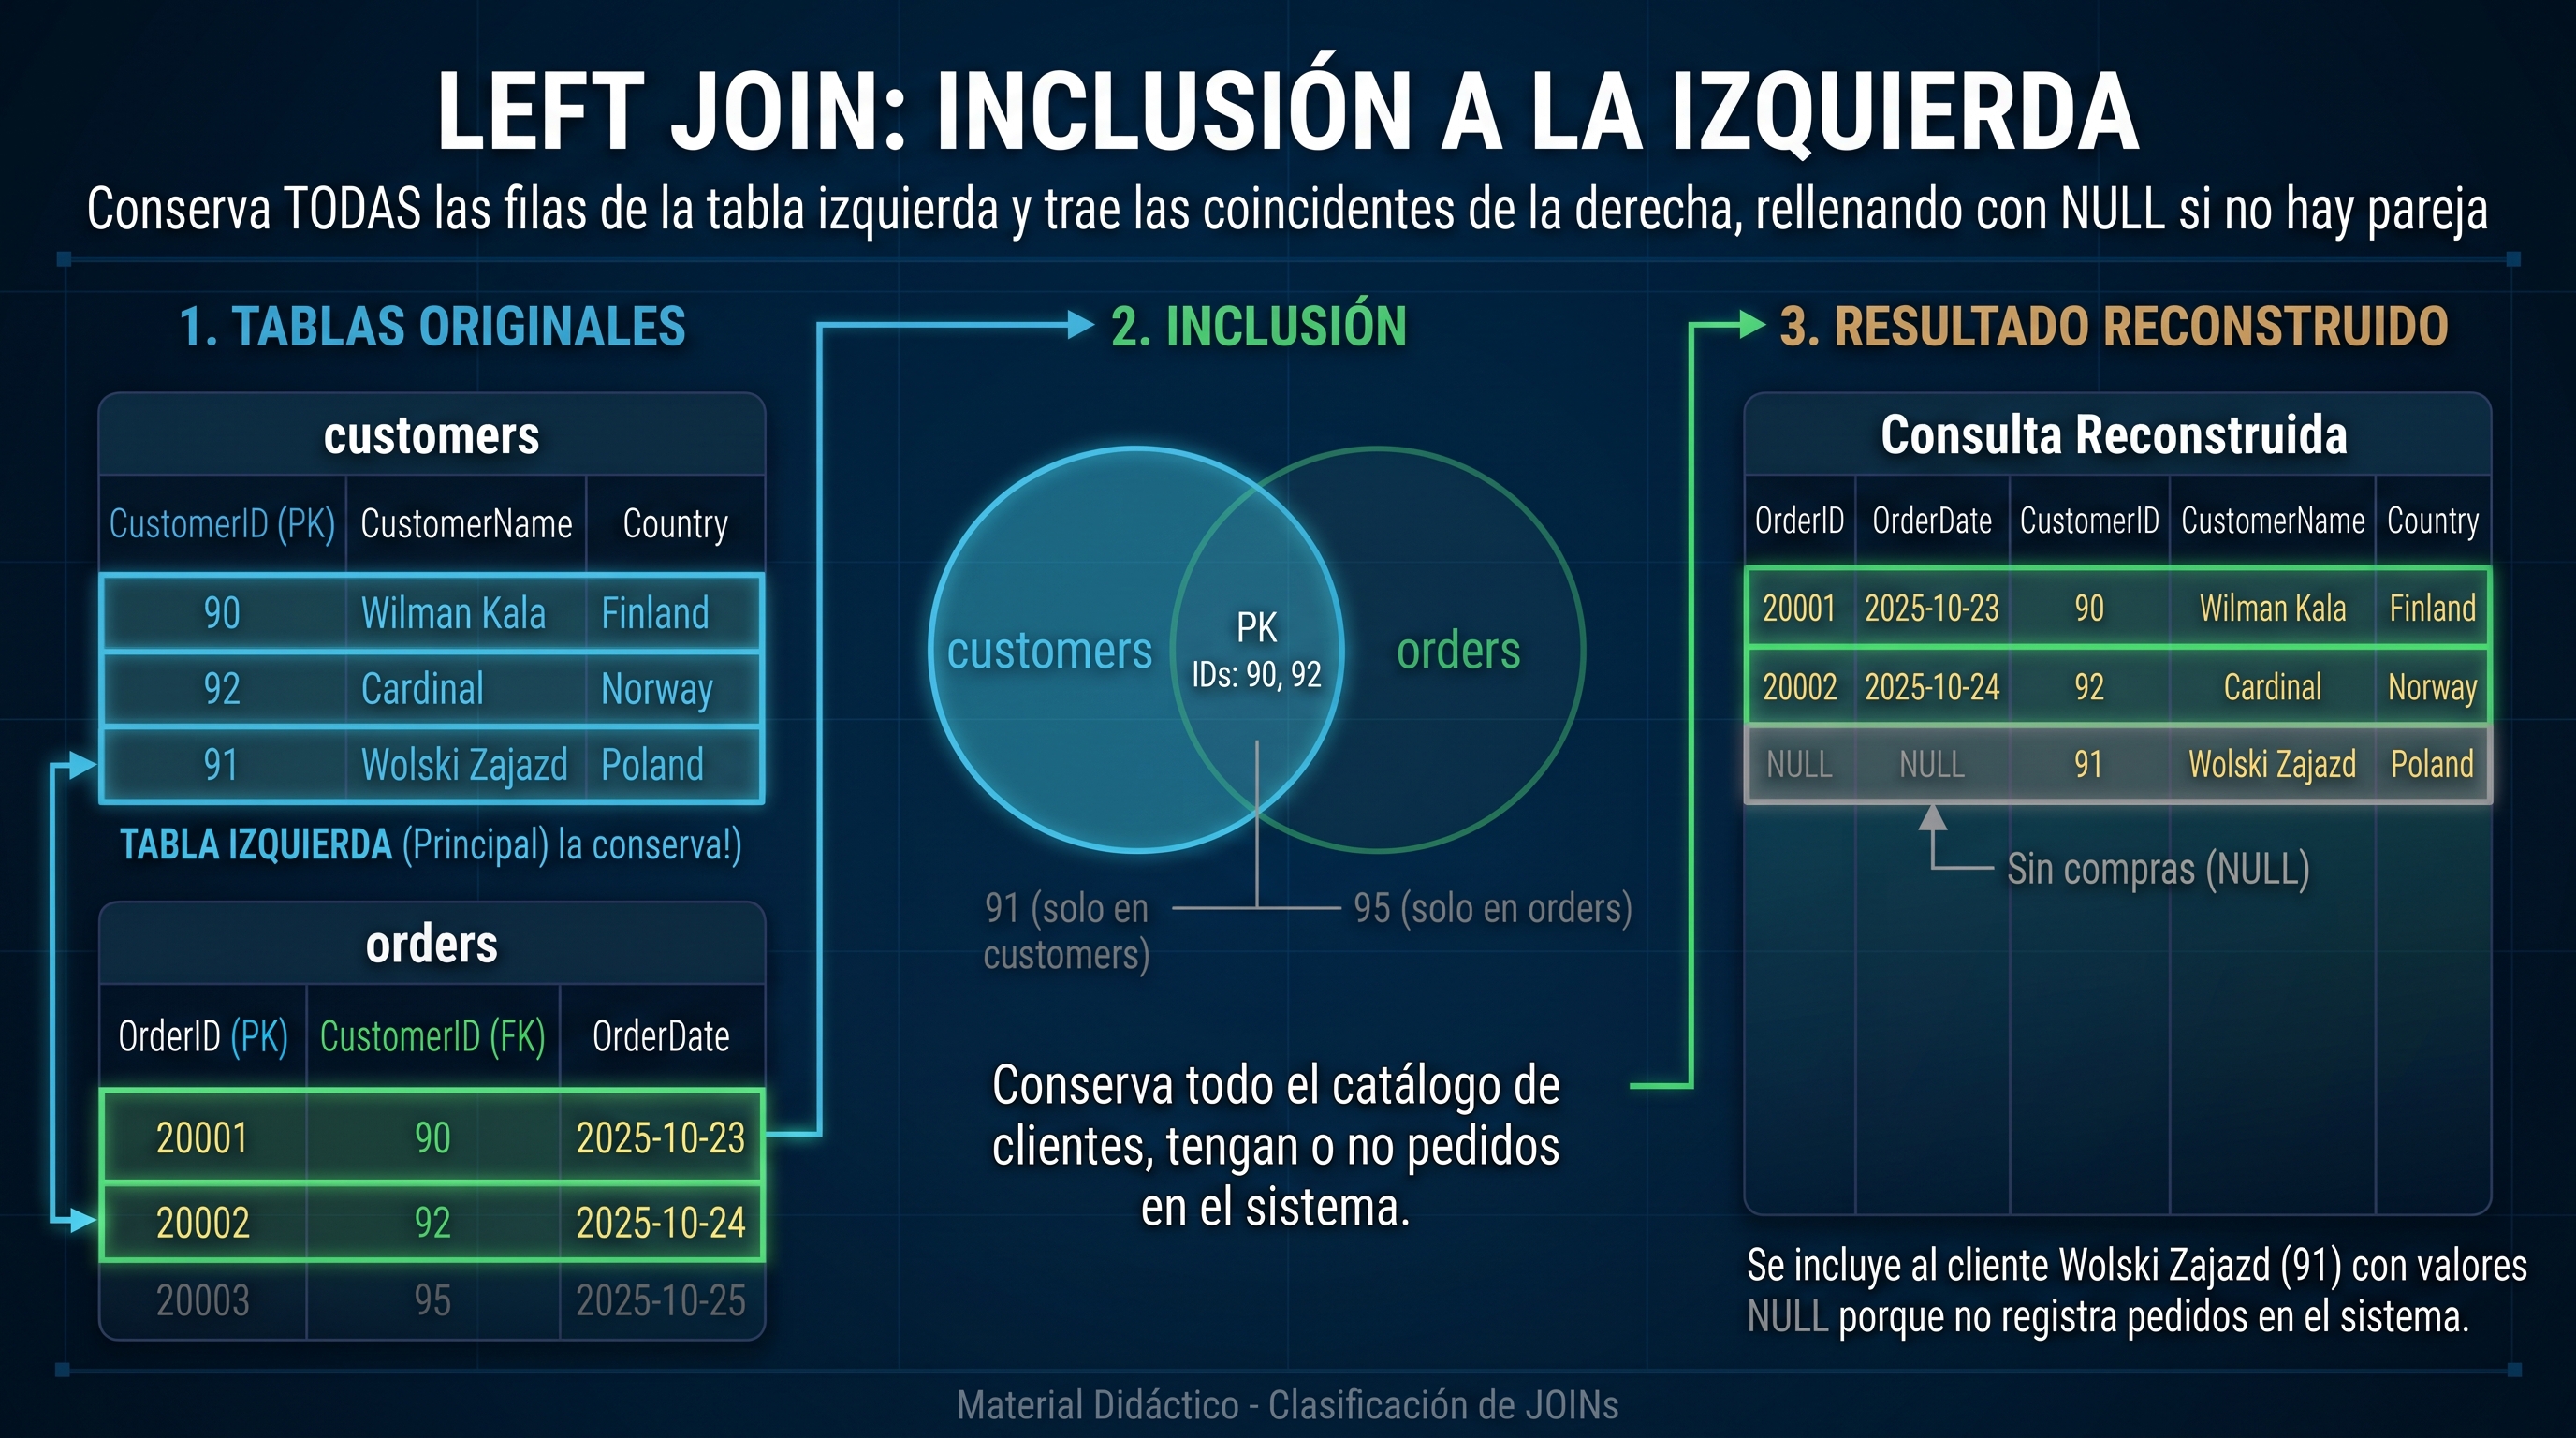 LEFT JOIN: INCLUSIÓN A LA IZQUIERDA
Conserva TODAS las filas de la tabla izquierda y trae las coincidentes de la derecha, rellenando con NULL si no hay pareja
1. TABLAS ORIGINALES
customers
CustomerID (PK) CustomerName Country
90 Wilman Kala Finland
92 Cardinal Norway
91 Wolski Zajazd Poland
TABLA IZQUIERDA (Principal) la conserva!)
orders
OrderID (PK) CustomerID (FK) OrderDate
20001 90 2025-10-23
20002 92 2025-10-24
20003 95 2025-10-25
2. INCLUSIÓN
customers
PK
IDs: 90, 92
orders
91 (solo en
customers)
95 (solo en orders)
Conserva todo el catálogo de
clientes, tengan o no pedidos
en el sistema.
3. RESULTADO RECONSTRUIDO
Consulta Reconstruida
OrderID OrderDate CustomerID CustomerName Country
20001 2025-10-23 90 Wilman Kala Finland
20002 2025-10-24 92 Cardinal Norway
NULL NULL 91 Wolski Zajazd Poland
Sin compras (NULL)
Se incluye al cliente Wolski Zajazd (91) con valores
NULL porque no registra pedidos en el sistema.
Material Didáctico - Clasificación de JOINs